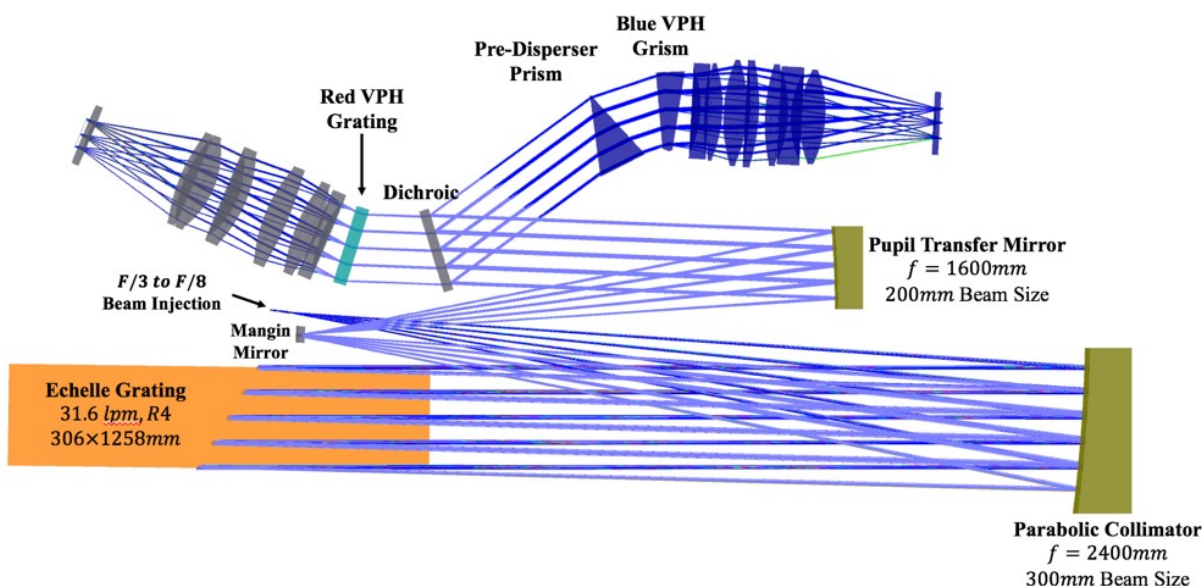 Blue VPH
Grism
Pre-Disperser
Prism
Red VPH
Grating
Dichroic
Pupil Transfer Mirror
f = 1600mm
200mm Beam Size
F/3 to F/8
Beam Injection
Mangin
Mirror
Echelle Grating
31.6 lpm, R4
306×1258mm
Parabolic Collimator
f = 2400mm
300mm Beam Size